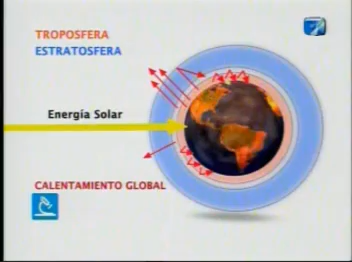 TROPOSFERA
ESTRATOSFERA
Energía Solar
CALENTAMIENTO GLOBAL